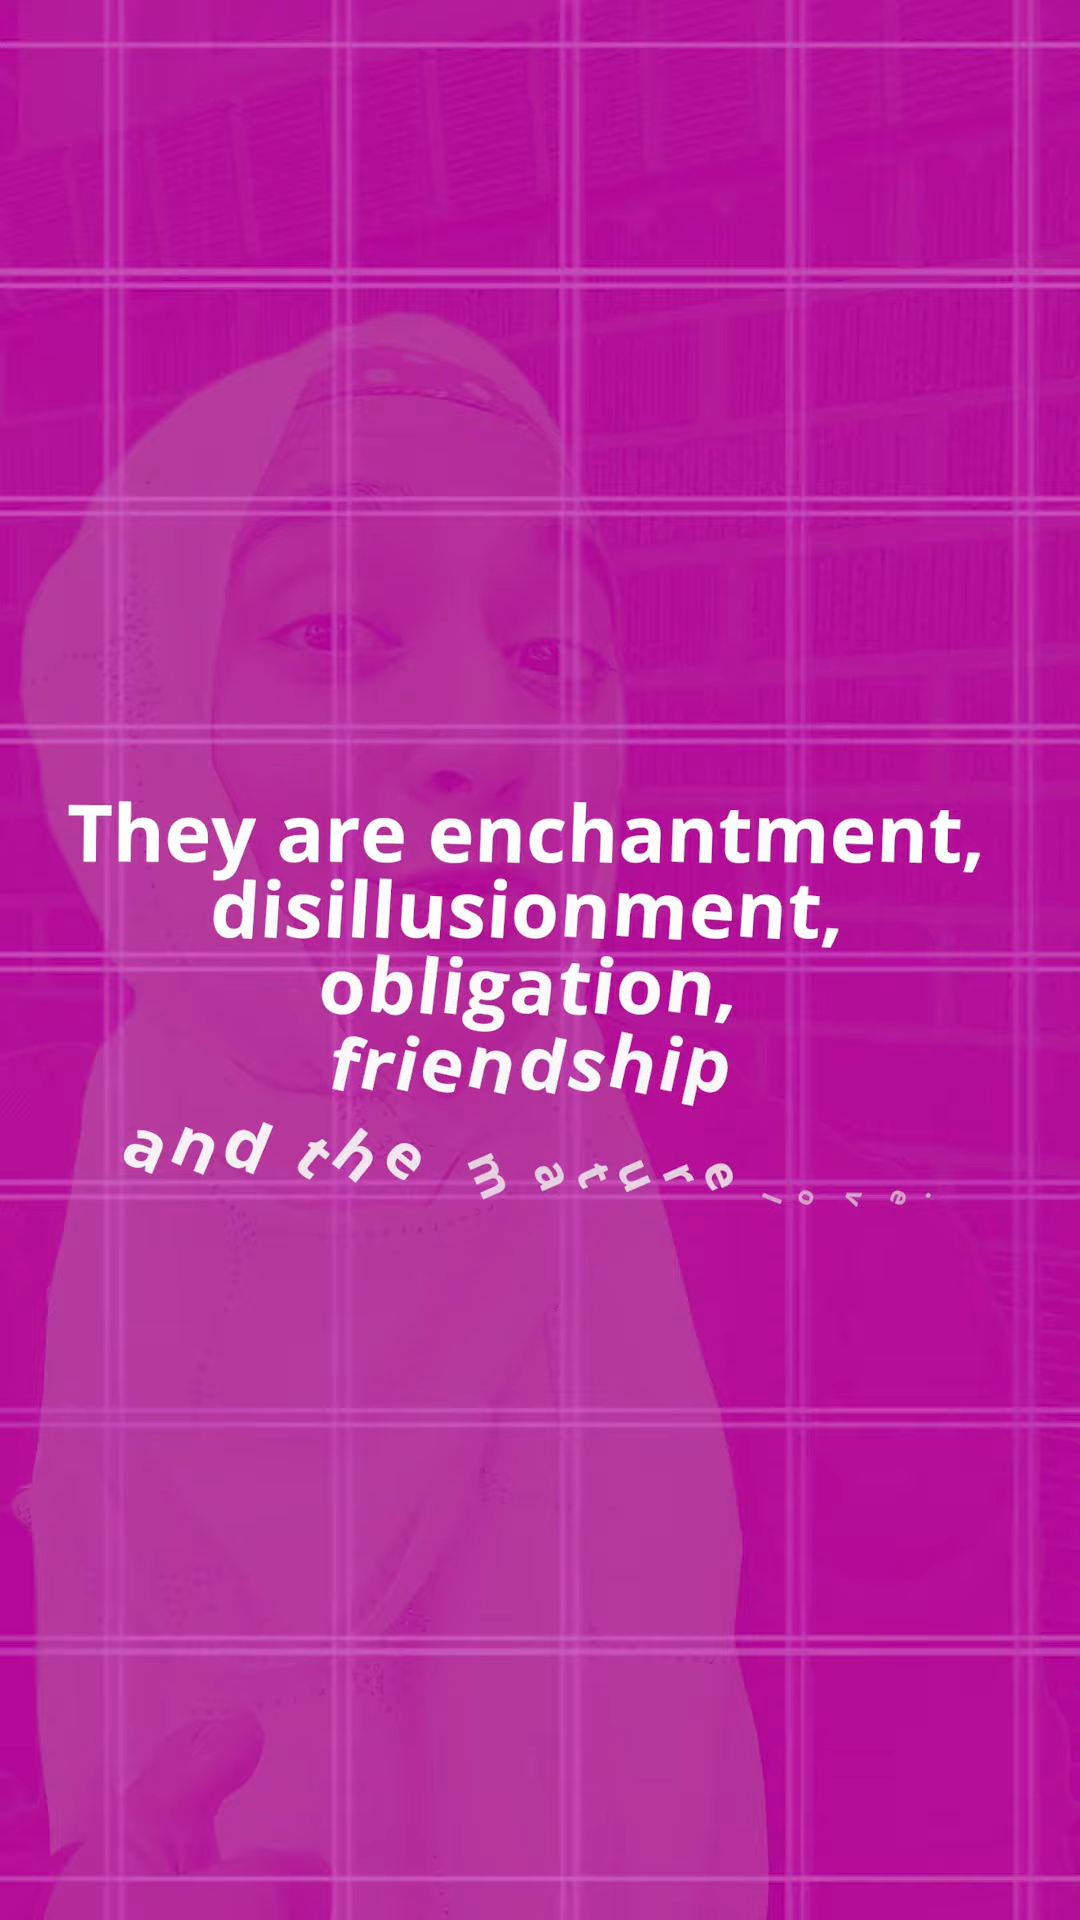 They are enchantment,
disillusionment,
obligation,
friendship
and the mature love.